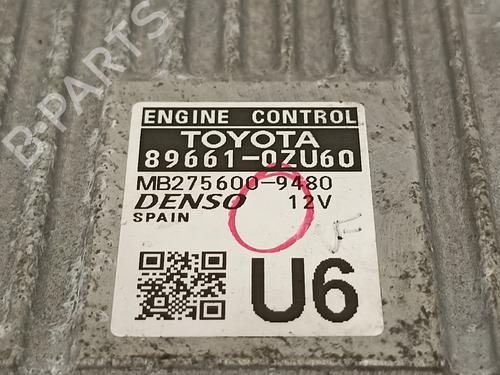 B-PARTS
ENGINE CONTROL
TOYOTA
89661-0ZU60
MB275600-9480
DENSO 12V
SPAIN
U6